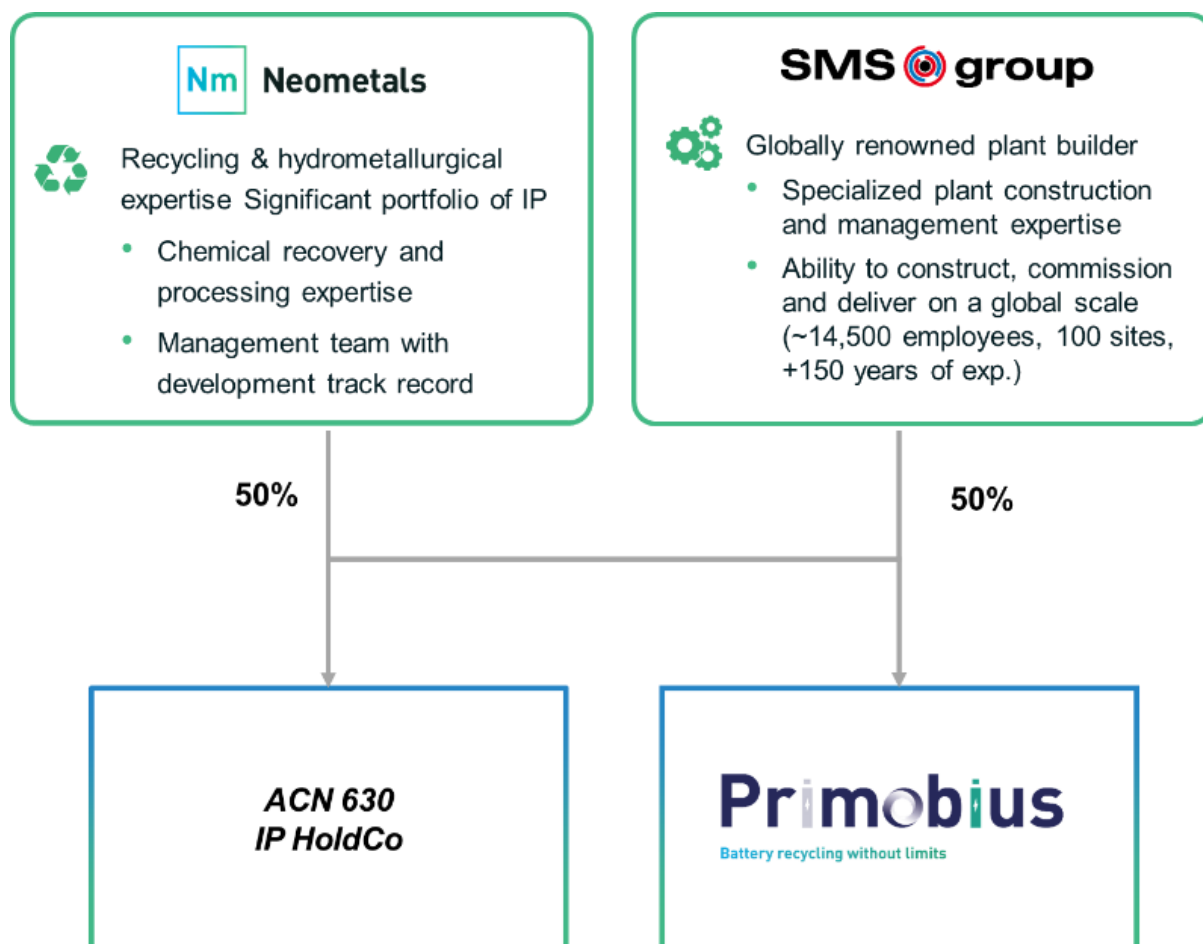 Nm Neometals
Recycling & hydrometallurgical
expertise Significant portfolio of IP
• Chemical recovery and
processing expertise
• Management team with
development track record
SMS group
Globally renowned plant builder
• Specialized plant construction
and management expertise
• Ability to construct, commission
and deliver on a global scale
(~14,500 employees, 100 sites,
+150 years of exp.)
50%
50%
ACN 630
IP HoldCo
Primobius
Battery recycling without limits